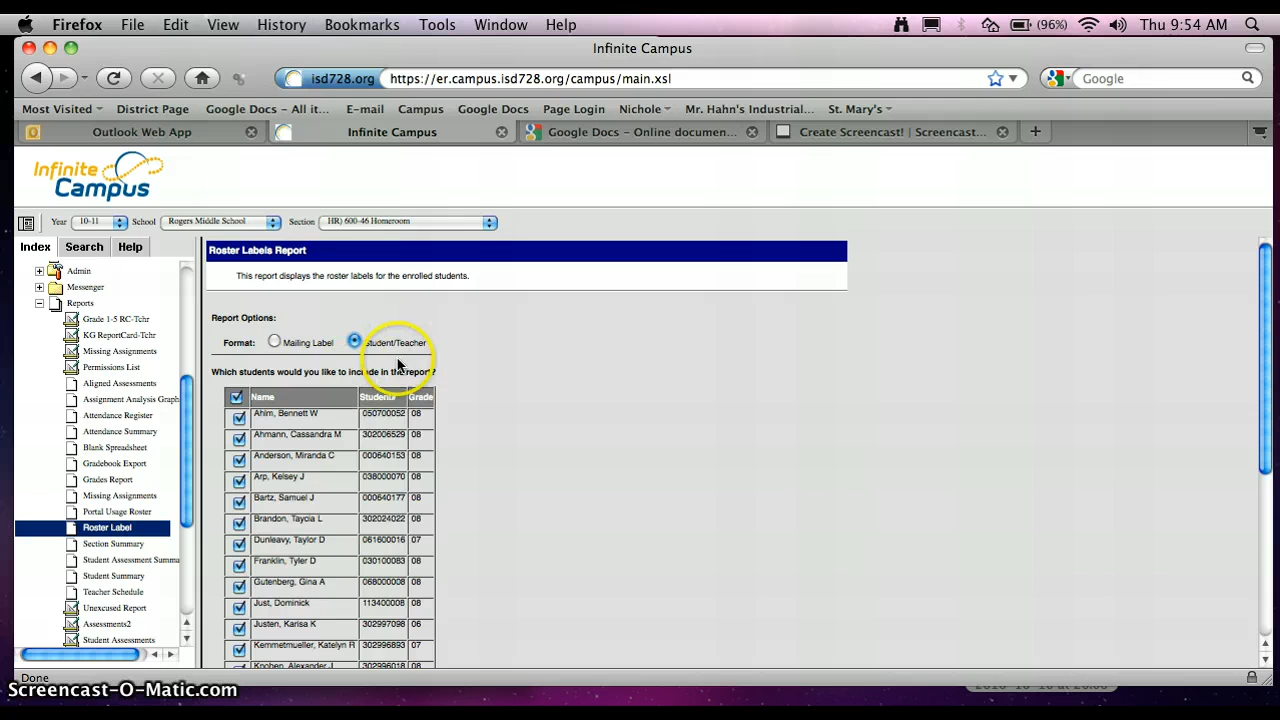 Firefox File Edit View History Bookmarks Tools Window Help (96%) Thu 9:54 AM
Infinite Campus
isd728.org https://er.campus.isd728.org/campus/main.xsl Google
Most Visited District Page Google Docs - All it... E-mail Campus Google Docs Page Login Nichole Mr. Hahn's Industrial... St. Mary's
Outlook Web App Infinite Campus Google Docs - Online documen... Create Screencast! | Screencast...
Infinite
Campus
Year 10-11 School Rogers Middle School Section HR) 600-46 Homeroom
Index Search Help
Admin
Messenger
Reports
Grade 1-5 RC-Tchr
KG ReportCard-Tchr
Missing Assignments
Permissions List
Aligned Assessments
Assignment Analysis Graph
Attendance Register
Attendance Summary
Blank Spreadsheet
Gradebook Export
Grades Report
Missing Assignments
Portal Usage Roster
Roster Label
Section Summary
Student Assessment Summa
Student Summary
Teacher Schedule
Unexcused Report
Assessments2
Student Assessments
Roster Labels Report
This report displays the roster labels for the enrolled students.
Report Options:
Format: Mailing Label Student/Teacher
Which students would you like to include in the report?
Name Student# Grade
Ahlm, Bennett W 050700052 08
Ahmann, Cassandra M 302006529 08
Anderson, Miranda C 000640153 08
Arp, Kelsey J 038000070 08
Bartz, Samuel J 000640177 08
Brandon, Taycia L 302024022 08
Dunleavy, Taylor D 061600016 07
Franklin, Tyler D 030100083 08
Gutenberg, Gina A 068000008 08
Just, Dominick 113400008 08
Justen, Karisa K 302997098 06
Kemmetmueller, Katelyn R 302996893 07
Knoben, Alexander J 302996018 08
Done
Screencast-O-Matic.com